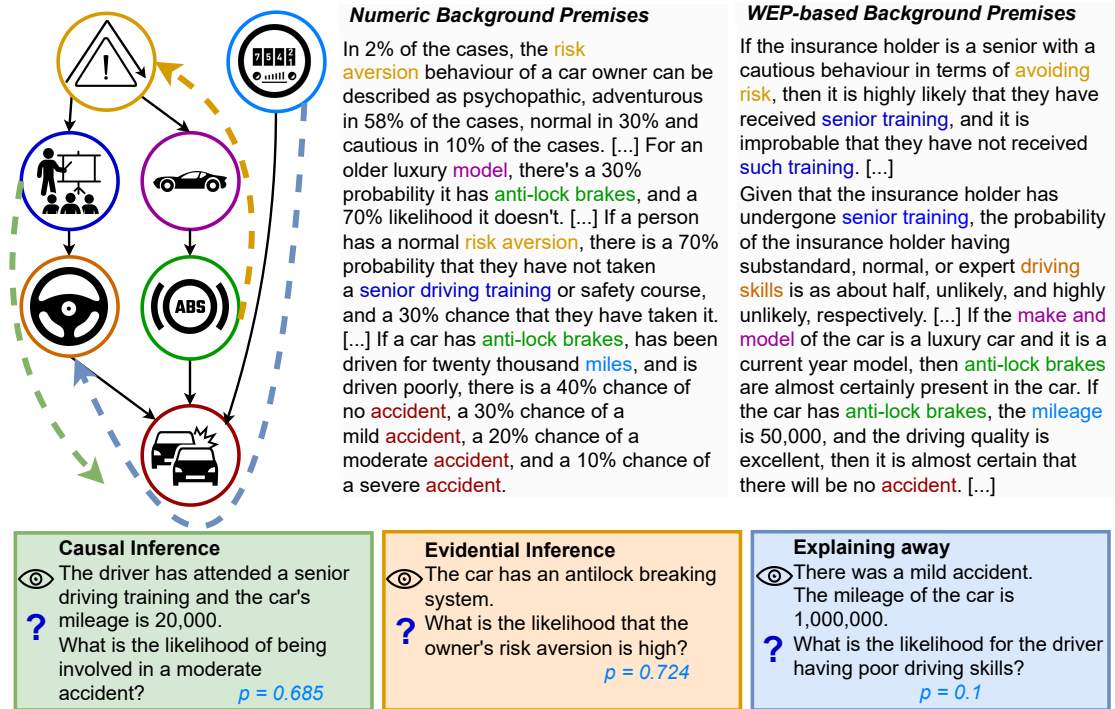 Numeric Background Premises
In 2% of the cases, the risk
aversion behaviour of a car owner can be
described as psychopathic, adventurous
in 58% of the cases, normal in 30% and
cautious in 10% of the cases. [...] For an
older luxury model, there's a 30%
probability it has anti-lock brakes, and a
70% likelihood it doesn't. [...] If a person
has a normal risk aversion, there is a 70%
probability that they have not taken
a senior driving training or safety course,
and a 30% chance that they have taken it.
[...] If a car has anti-lock brakes, has been
driven for twenty thousand miles, and is
driven poorly, there is a 40% chance of
no accident, a 30% chance of a
mild accident, a 20% chance of a
moderate accident, and a 10% chance of
a severe accident.
WEP-based Background Premises
If the insurance holder is a senior with a
cautious behaviour in terms of avoiding
risk, then it is highly likely that they have
received senior training, and it is
improbable that they have not received
such training. [...]
Given that the insurance holder has
undergone senior training, the probability
of the insurance holder having
substandard, normal, or expert driving
skills is as about half, unlikely, and highly
unlikely, respectively. [...] If the make and
model of the car is a luxury car and it is a
current year model, then anti-lock brakes
are almost certainly present in the car. If
the car has anti-lock brakes, the mileage
is 50,000, and the driving quality is
excellent, then it is almost certain that
there will be no accident. [...]
ABS
Causal Inference
The driver has attended a senior
driving training and the car's
mileage is 20,000.
?
What is the likelihood of being
involved in a moderate
accident? p = 0.685
Evidential Inference
The car has an antilock breaking
system.
?
What is the likelihood that the
owner's risk aversion is high?
p = 0.724
Explaining away
There was a mild accident.
The mileage of the car is
1,000,000.
?
What is the likelihood for the driver
having poor driving skills?
p = 0.1